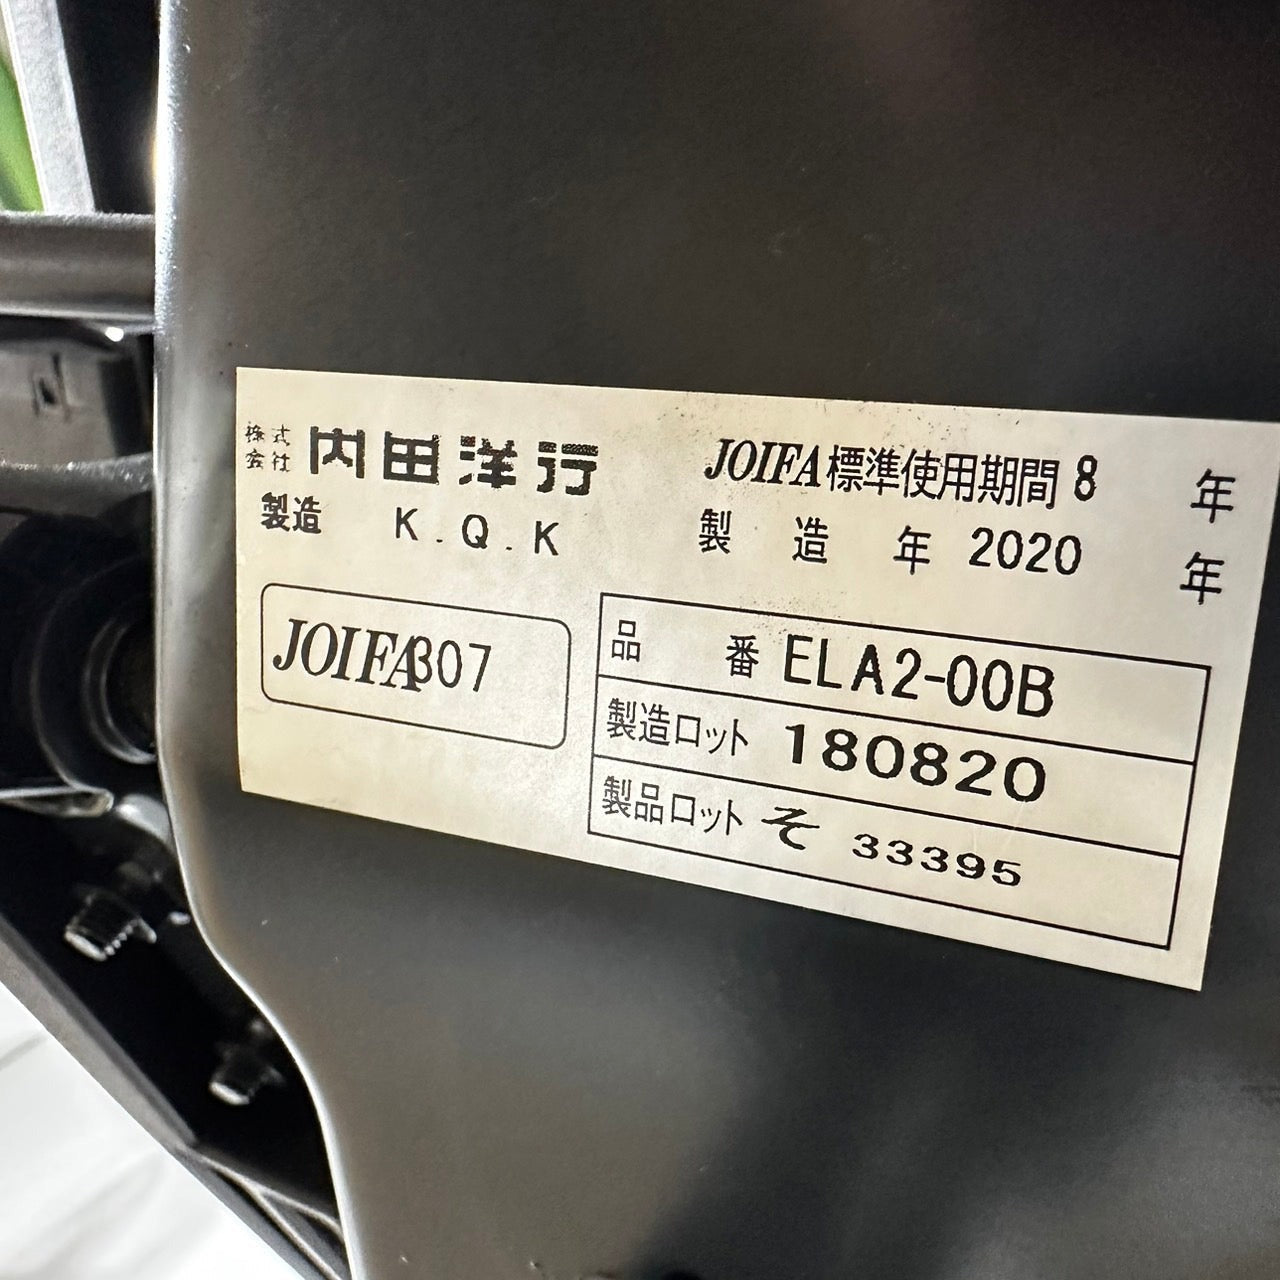 株式会社 内田洋行
製造 K.Q.K
JOIFA 307
JOIFA標準使用期間 8 年
製造年 2020 年
品番 ELA2-00B
製造ロット 180820
製品ロット そ 33395